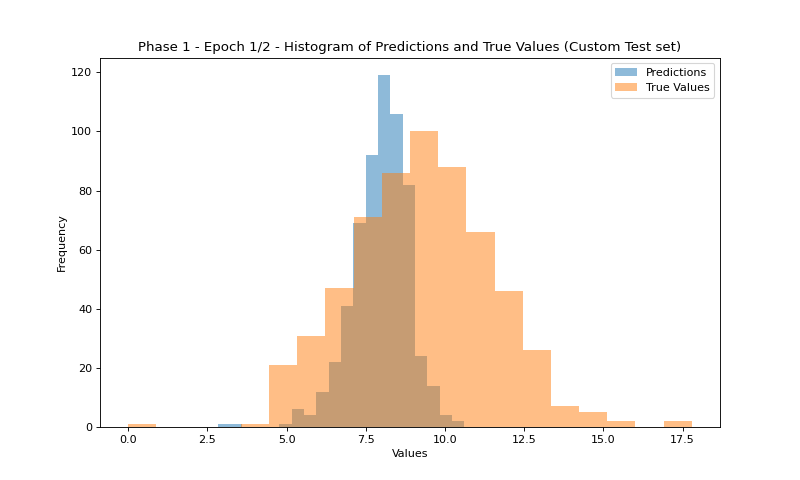 Phase 1 - Epoch 1/2 - Histogram of Predictions and True Values (Custom Test set)
Predictions
True Values
120
100
80
60
40
20
0
Frequency
0.0 2.5 5.0 7.5 10.0 12.5 15.0 17.5
Values